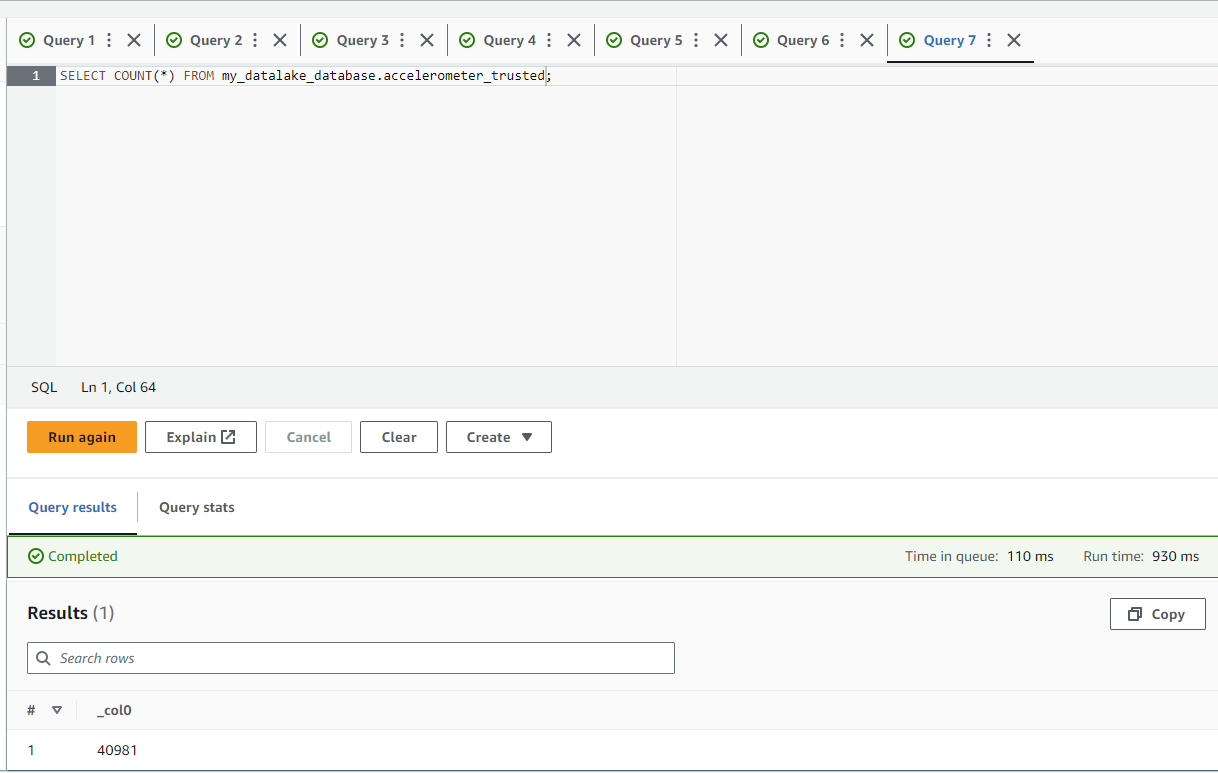 Query 1 Query 2 Query 3 Query 4 Query 5 Query 6 Query 7
1 SELECT COUNT(*) FROM my_datalake_database.accelerometer_trusted;
SQL Ln 1, Col 64
Run again Explain Cancel Clear Create
Query results Query stats
Completed Time in queue: 110 ms Run time: 930 ms
Results (1) Copy
Search rows
# _col0
1 40981